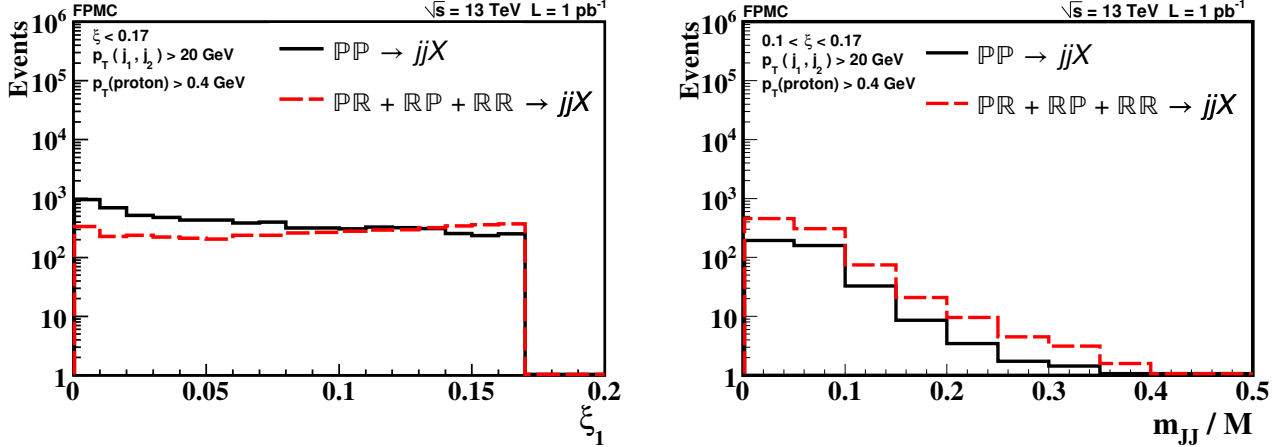 FPMC
√s = 13 TeV L = 1 pb⁻¹
Events
10⁶
10⁵
10⁴
10³
10²
10
1
ξ < 0.17
p_T ( j_1, j_2 ) > 20 GeV
p_T(proton) > 0.4 GeV
ℙℙ → jjX
ℙℝ + ℝℙ + ℝℝ → jjX
0 0.05 0.1 0.15 0.2
ξ_1
FPMC
√s = 13 TeV L = 1 pb⁻¹
Events
10⁶
10⁵
10⁴
10³
10²
10
1
0.1 < ξ < 0.17
p_T ( j_1, j_2 ) > 20 GeV
p_T(proton) > 0.4 GeV
ℙℙ → jjX
ℙℝ + ℝℙ + ℝℝ → jjX
0 0.1 0.2 0.3 0.4 0.5
m_JJ / M